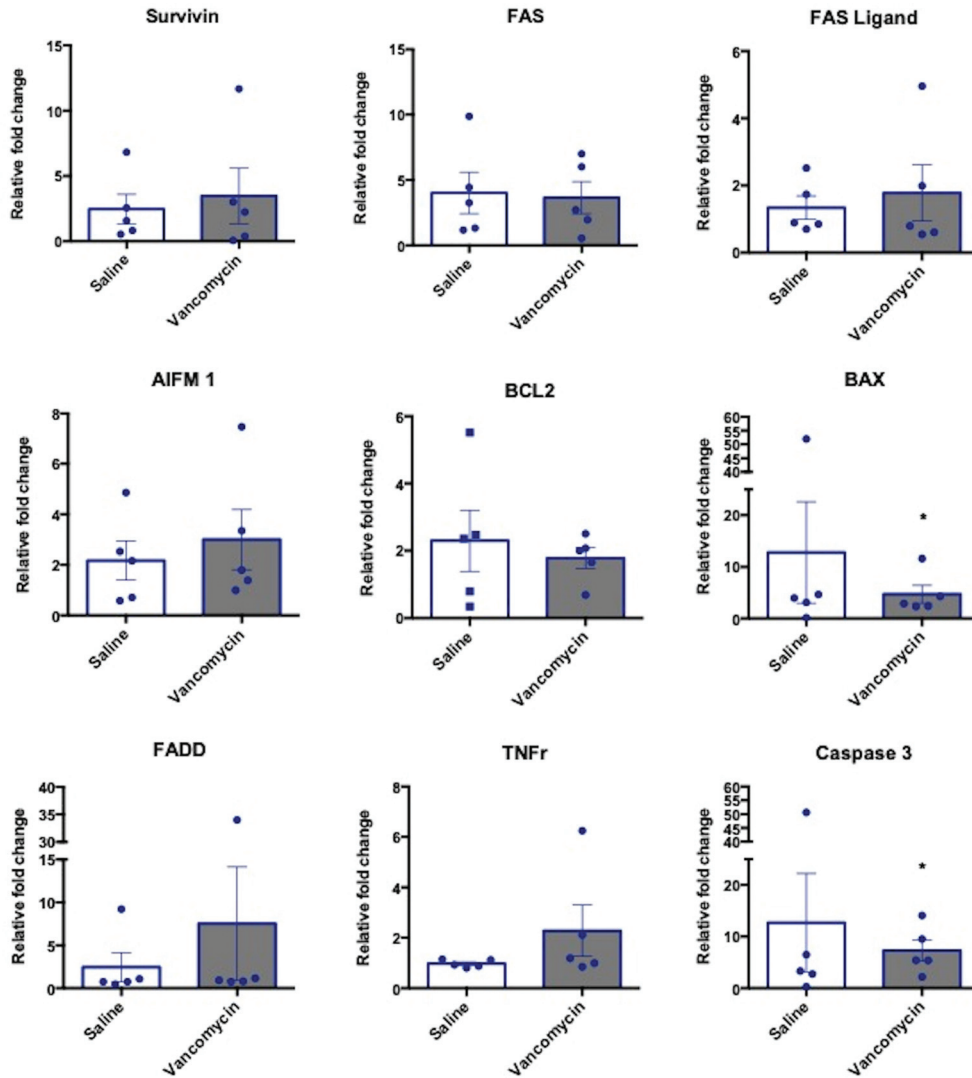 Survivin
Relative fold change
15
10
5
0
Saline
Vancomycin
FAS
Relative fold change
15
10
5
0
Saline
Vancomycin
FAS Ligand
Relative fold change
6
4
2
0
Saline
Vancomycin
AIFM 1
Relative fold change
8
6
4
2
0
Saline
Vancomycin
BCL2
Relative fold change
6
4
2
0
Saline
Vancomycin
BAX
Relative fold change
60
55
50
45
40
20
10
0
*
Saline
Vancomycin
FADD
Relative fold change
40
35
30
15
10
5
0
Saline
Vancomycin
TNFr
Relative fold change
8
6
4
2
0
Saline
Vancomycin
Caspase 3
Relative fold change
60
55
50
45
40
20
10
0
*
Saline
Vancomycin